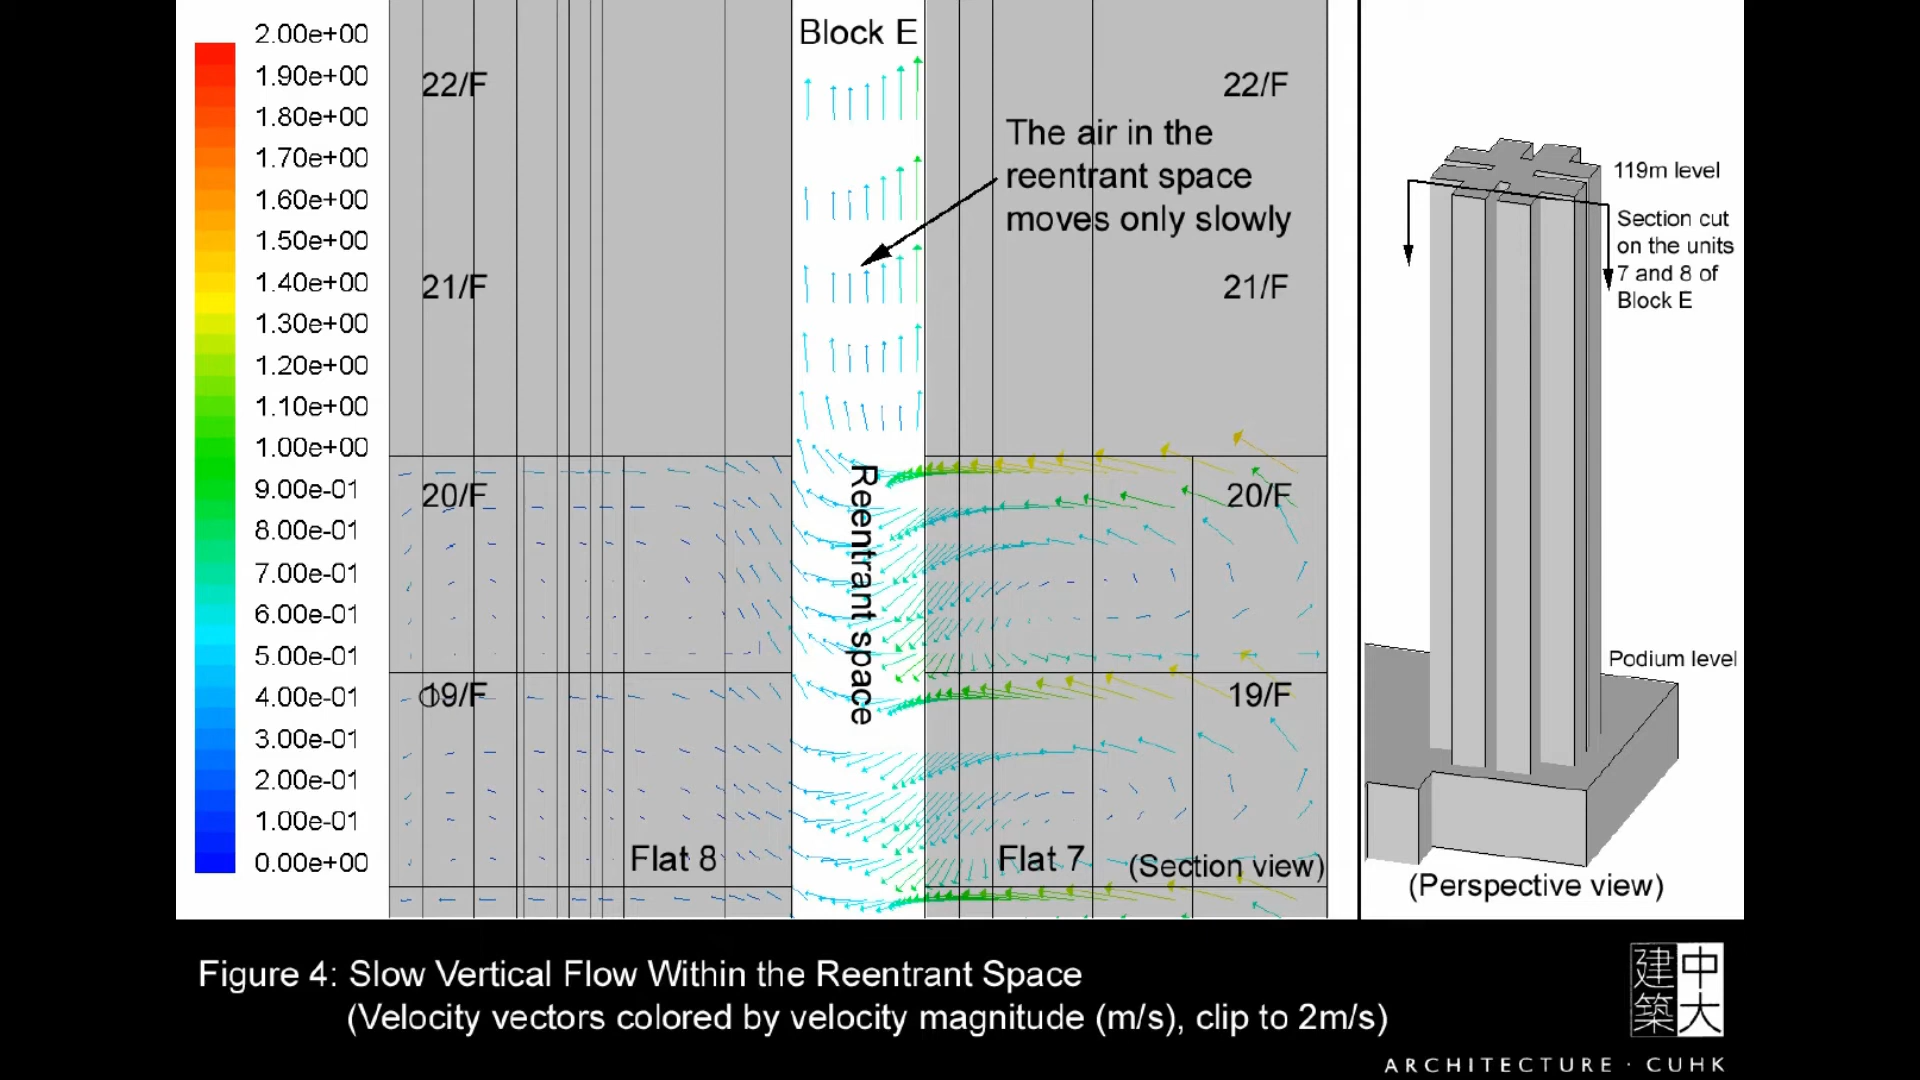 Block E
2.00e+00
1.90e+00
1.80e+00
1.70e+00
1.60e+00
1.50e+00
1.40e+00
1.30e+00
1.20e+00
1.10e+00
1.00e+00
9.00e-01
8.00e-01
7.00e-01
6.00e-01
5.00e-01
4.00e-01
3.00e-01
2.00e-01
1.00e-01
0.00e+00
22/F
21/F
20/F
19/F
Flat 8
Reentrant space
22/F
The air in the
reentrant space
moves only slowly
21/F
20/F
19/F
Flat 7
(Section view)
119m level
Section cut
on the units
7 and 8 of
Block E
Podium level
(Perspective view)
Figure 4: Slow Vertical Flow Within the Reentrant Space
(Velocity vectors colored by velocity magnitude (m/s), clip to 2m/s)
建築
中大
ARCHITECTURE · CUHK